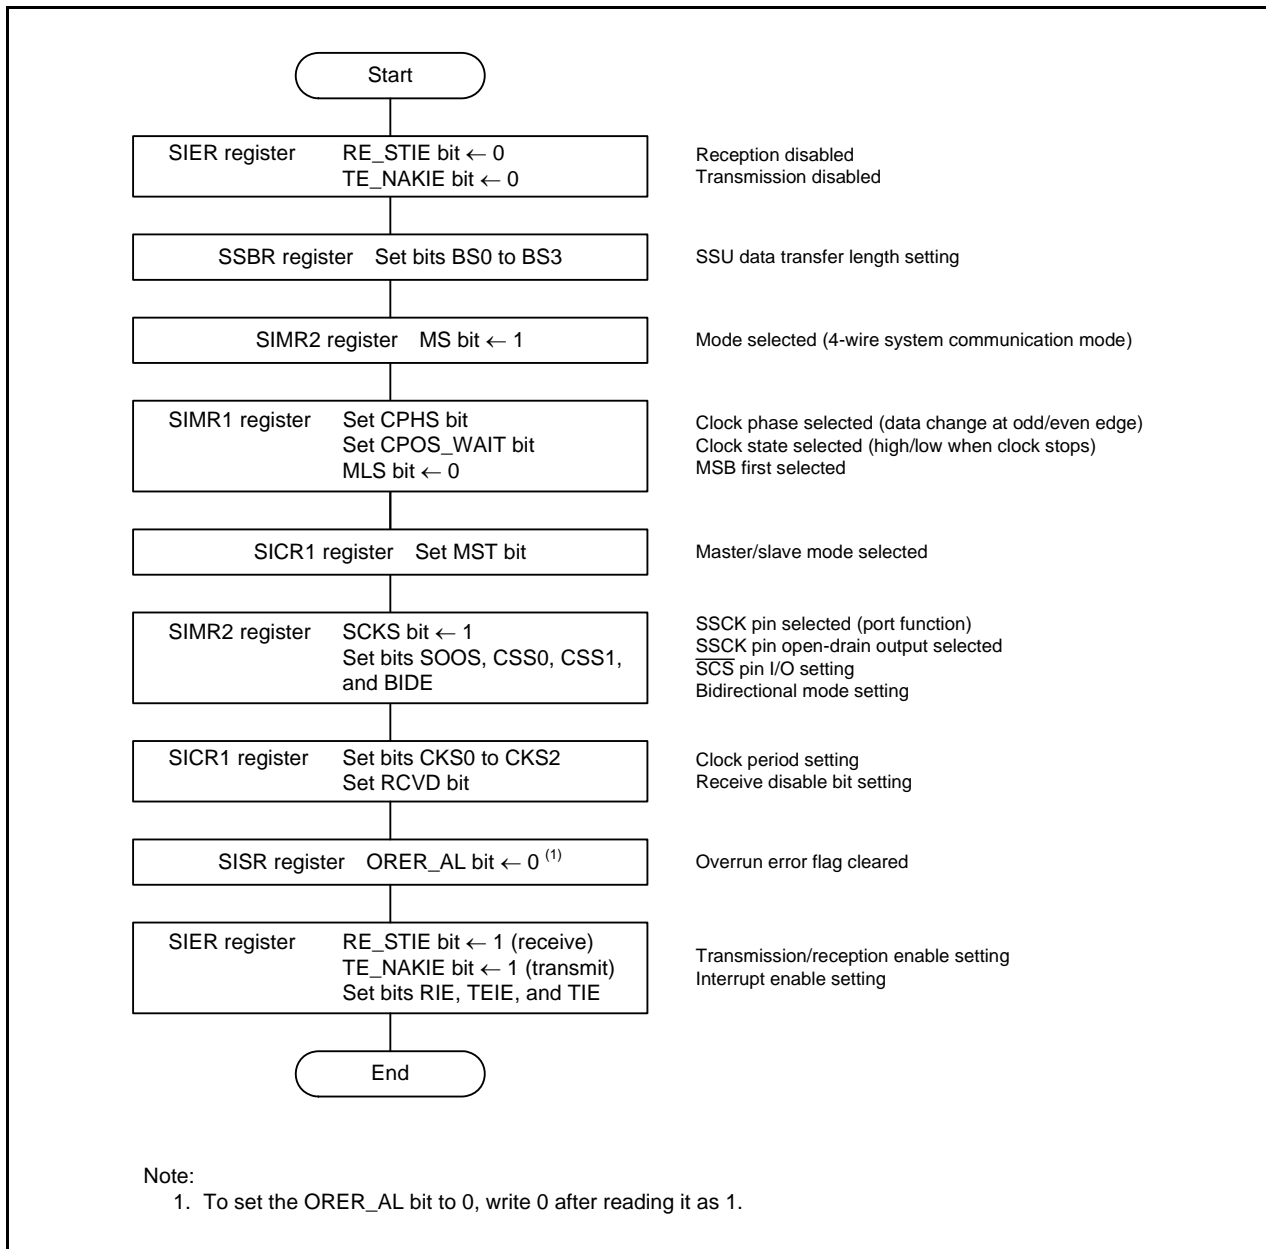 Start
SIER register RE_STIE bit ← 0
TE_NAKIE bit ← 0
Reception disabled
Transmission disabled
SSBR register Set bits BS0 to BS3
SSU data transfer length setting
SIMR2 register MS bit ← 1
Mode selected (4-wire system communication mode)
SIMR1 register Set CPHS bit
Set CPOS_WAIT bit
MLS bit ← 0
Clock phase selected (data change at odd/even edge)
Clock state selected (high/low when clock stops)
MSB first selected
SICR1 register Set MST bit
Master/slave mode selected
SIMR2 register SCKS bit ← 1
Set bits SOOS, CSS0, CSS1,
and BIDE
SSCK pin selected (port function)
SSCK pin open-drain output selected
S̅C̅S̅ pin I/O setting
Bidirectional mode setting
SICR1 register Set bits CKS0 to CKS2
Set RCVD bit
Clock period setting
Receive disable bit setting
SISR register ORER_AL bit ← 0 (1)
Overrun error flag cleared
SIER register RE_STIE bit ← 1 (receive)
TE_NAKIE bit ← 1 (transmit)
Set bits RIE, TEIE, and TIE
Transmission/reception enable setting
Interrupt enable setting
End
Note:
1. To set the ORER_AL bit to 0, write 0 after reading it as 1.